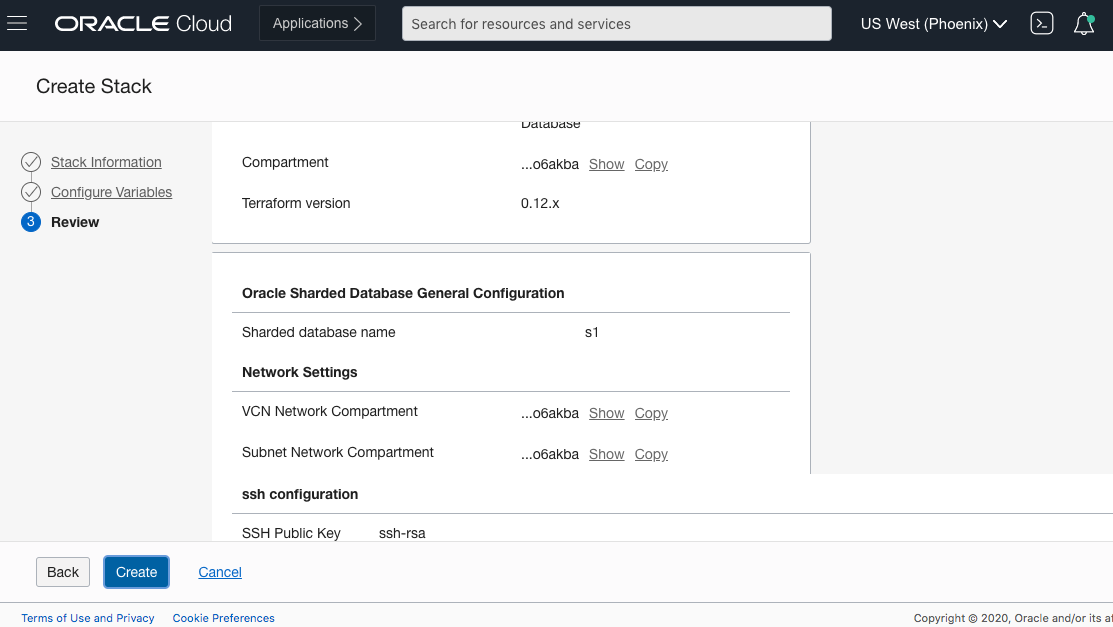 ORACLE Cloud Applications Search for resources and services US West (Phoenix)
Create Stack
Database
Stack Information
Configure Variables
3 Review
Compartment ...o6akba Show Copy
Terraform version 0.12.x
Oracle Sharded Database General Configuration
Sharded database name s1
Network Settings
VCN Network Compartment ...o6akba Show Copy
Subnet Network Compartment ...o6akba Show Copy
ssh configuration
SSH Public Key ssh-rsa
Back Create Cancel
Terms of Use and Privacy Cookie Preferences Copyright © 2020, Oracle and/or its